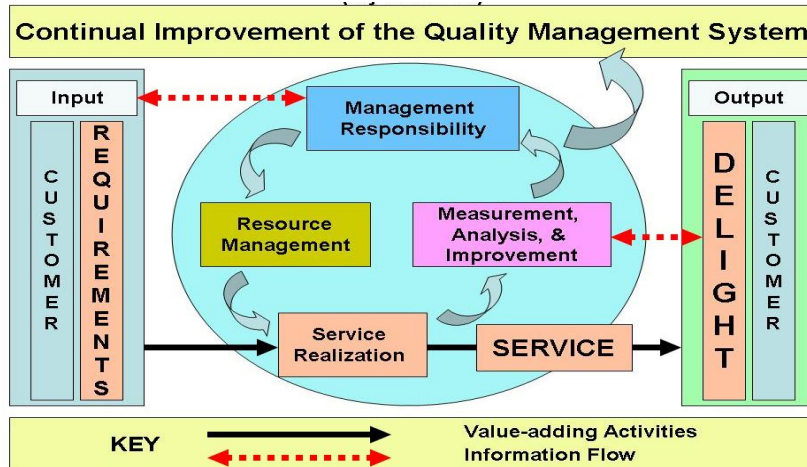 Continual Improvement of the Quality Management System
Input
Output
CUSTOMER
REQUIREMENTS
Management
Responsibility
Resource
Management
Measurement,
Analysis, &
Improvement
Service
Realization
SERVICE
DELIGHT
CUSTOMER
KEY
Value-adding Activities
Information Flow